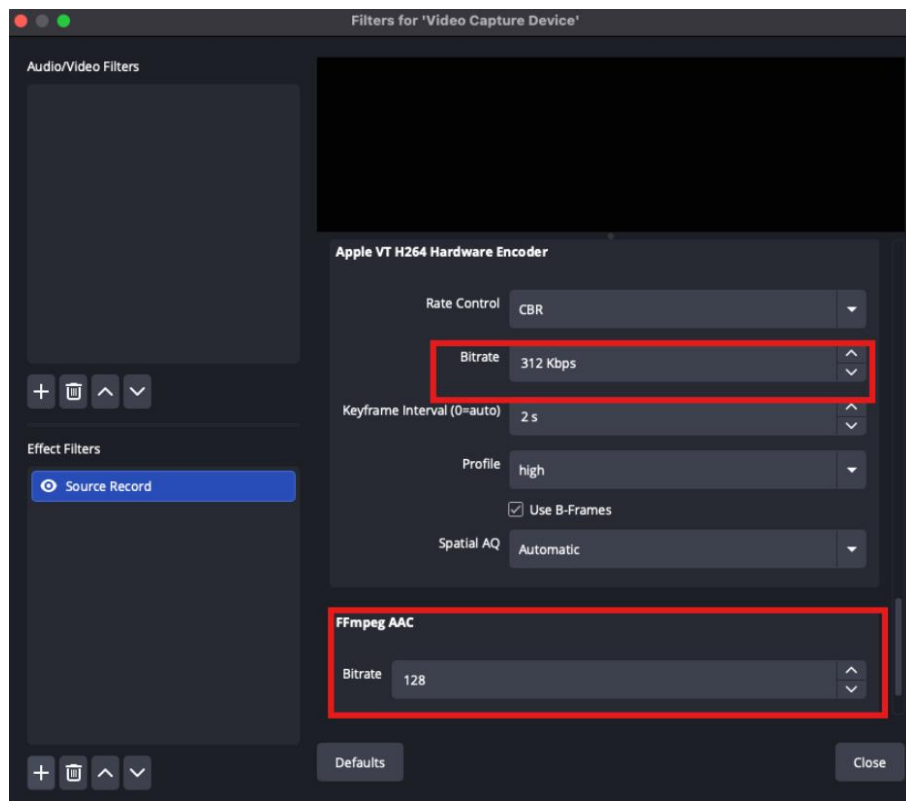 Filters for 'Video Capture Device'
Audio/Video Filters
Apple VT H264 Hardware Encoder
Rate Control CBR
Bitrate 312 Kbps
Keyframe Interval (0=auto) 2 s
Effect Filters
Source Record
Profile high
Use B-Frames
Spatial AQ Automatic
FFmpeg AAC
Bitrate 128
Defaults
Close